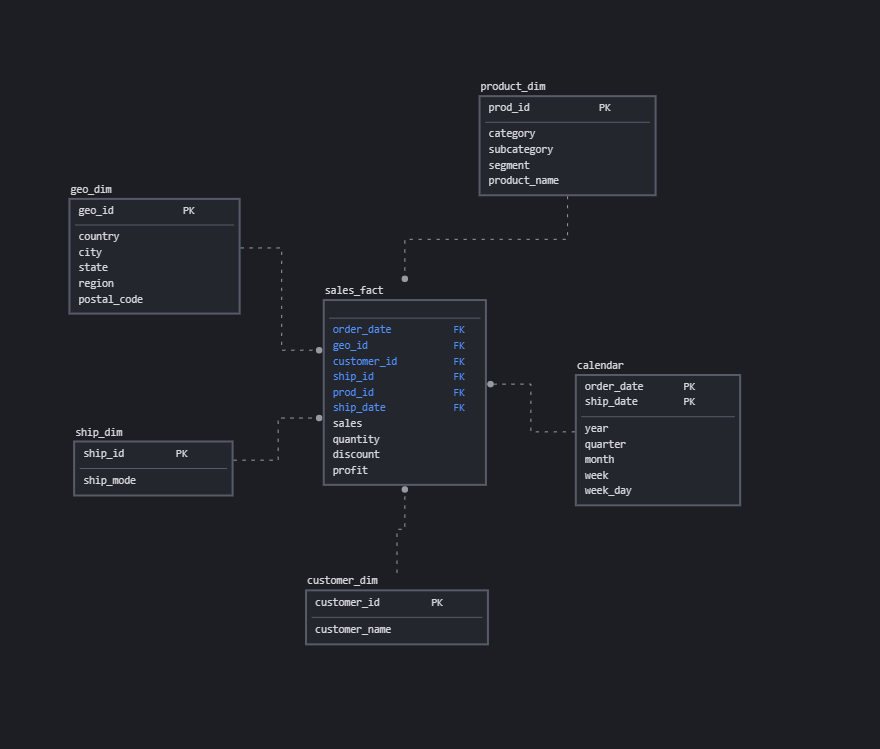 product_dim
prod_id PK
category
subcategory
segment
product_name
geo_dim
geo_id PK
country
city
state
region
postal_code
sales_fact
order_date FK
geo_id FK
customer_id FK
ship_id FK
prod_id FK
ship_date FK
sales
quantity
discount
profit
calendar
order_date PK
ship_date PK
year
quarter
month
week
week_day
ship_dim
ship_id PK
ship_mode
customer_dim
customer_id PK
customer_name